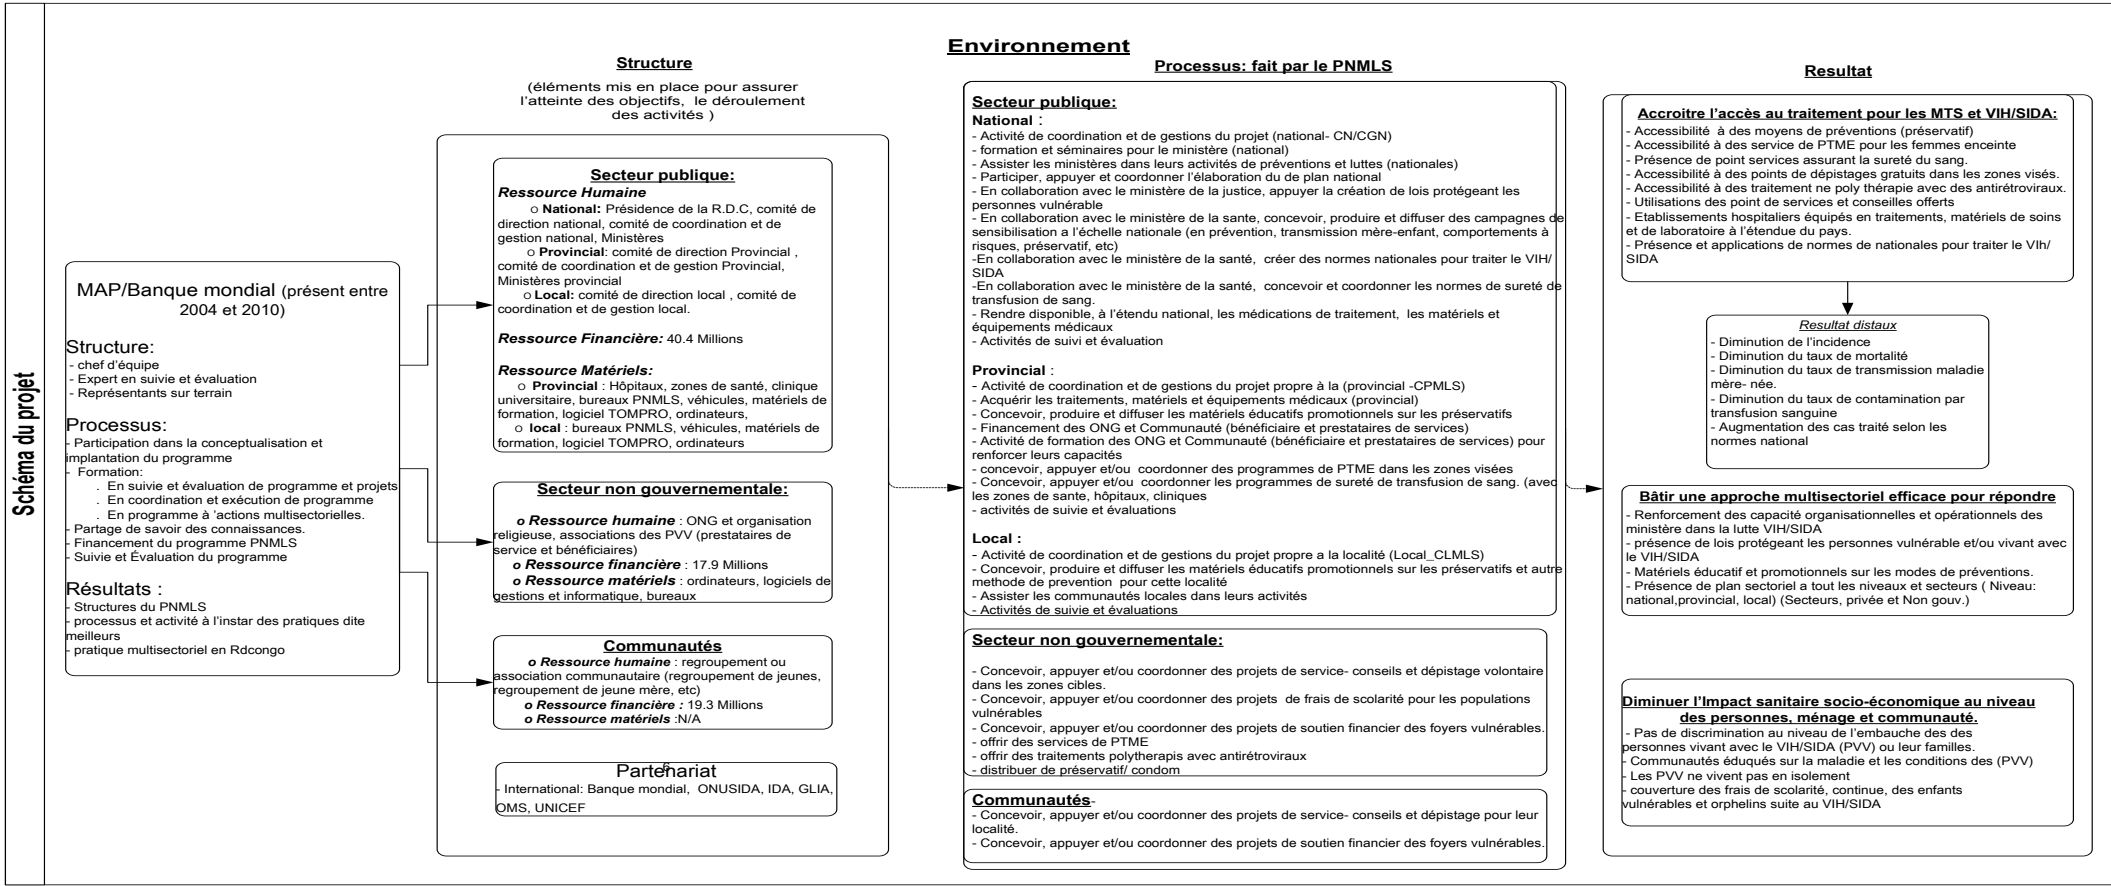 Schéma du projet
Environnement
MAP/Banque mondial (présent entre
2004 et 2010)
Structure:
- chef d'équipe
- Expert en suivie et évaluation
- Représentants sur terrain
Processus:
- Participation dans la conceptualisation et
implantation du programme
- Formation:
. En suivie et évaluation de programme et projets
. En coordination et exécution de programme
. En programme à 'actions multisectorielles.
- Partage de savoir des connaissances.
- Financement du programme PNMLS
- Suivie et Évaluation du programme
Résultats :
- Structures du PNMLS
- processus et activité à l'instar des pratiques dite
meilleurs
- pratique multisectoriel en Rdcongo
Structure
(éléments mis en place pour assurer
l'atteinte des objectifs, le déroulement
des activités )
Secteur publique:
Ressource Humaine
o National: Présidence de la R.D.C, comité de
direction national, comité de coordination et de
gestion national, Ministères
o Provincial: comité de direction Provincial ,
comité de coordination et de gestion Provincial,
Ministères provincial
o Local: comité de direction local , comité de
coordination et de gestion local.
Ressource Financière: 40.4 Millions
Ressource Matériels:
o Provincial : Hôpitaux, zones de santé, clinique
universitaire, bureaux PNMLS, véhicules, matériels de
formation, logiciel TOMPRO, ordinateurs,
o local : bureaux PNMLS, véhicules, matériels de
formation, logiciel TOMPRO, ordinateurs
Secteur non gouvernementale:
o Ressource humaine : ONG et organisation
religieuse, associations des PVV (prestataires de
service et bénéficiaires)
o Ressource financière : 17.9 Millions
o Ressource matériels : ordinateurs, logiciels de
gestions et informatique, bureaux
Communautés
o Ressource humaine : regroupement ou
association communautaire (regroupement de jeunes,
regroupement de jeune mère, etc)
o Ressource financière : 19.3 Millions
o Ressource matériels :N/A
Partenariat
6
- International: Banque mondial, ONUSIDA, IDA, GLIA,
OMS, UNICEF
Processus: fait par le PNMLS
Secteur publique:
National :
- Activité de coordination et de gestions du projet (national- CN/CGN)
- formation et séminaires pour le ministère (national)
- Assister les ministères dans leurs activités de préventions et luttes (nationales)
- Participer, appuyer et coordonner l'élaboration du de plan national
- En collaboration avec le ministère de la justice, appuyer la création de lois protégeant les
personnes vulnérable
- En collaboration avec le ministère de la sante, concevoir, produire et diffuser des campagnes de
sensibilisation a l'échelle nationale (en prévention, transmission mère-enfant, comportements à
risques, préservatif, etc)
-En collaboration avec le ministère de la santé, créer des normes nationales pour traiter le VIH/
SIDA
-En collaboration avec le ministère de la santé, concevoir et coordonner les normes de sureté de
transfusion de sang.
- Rendre disponible, à l'étendu national, les médications de traitement, les matériels et
équipements médicaux
- Activités de suivi et évaluation
Provincial :
- Activité de coordination et de gestions du projet propre à la (provincial -CPMLS)
- Acquérir les traitements, matériels et équipements médicaux (provincial)
- Concevoir, produire et diffuser les matériels éducatifs promotionnels sur les préservatifs
- Financement des ONG et Communauté (bénéficiaire et prestataires de services)
- Activité de formation des ONG et Communauté (bénéficiaire et prestataires de services) pour
renforcer leurs capacités
- concevoir, appuyer et/ou coordonner des programmes de PTME dans les zones visées
- Concevoir, appuyer et/ou coordonner les programmes de sureté de transfusion de sang. (avec
les zones de sante, hôpitaux, cliniques
- activités de suivie et évaluations
Local :
- Activité de coordination et de gestions du projet propre a la localité (Local_CLMLS)
- Concevoir, produire et diffuser les matériels éducatifs promotionnels sur les préservatifs et autre
methode de prevention pour cette localité
- Assister les communautés locales dans leurs activités
- Activités de suivie et évaluations
Secteur non gouvernementale:
- Concevoir, appuyer et/ou coordonner des projets de service- conseils et dépistage volontaire
dans les zones cibles.
- Concevoir, appuyer et/ou coordonner des projets de frais de scolarité pour les populations
vulnérables
- Concevoir, appuyer et/ou coordonner des projets de soutien financier des foyers vulnérables.
- offrir des services de PTME
- offrir des traitements polytherapis avec antirétroviraux
- distribuer de préservatif/ condom
Communautés-
- Concevoir, appuyer et/ou coordonner des projets de service- conseils et dépistage pour leur
localité.
- Concevoir, appuyer et/ou coordonner des projets de soutien financier des foyers vulnérables.
Resultat
Accroitre l'accès au traitement pour les MTS et VIH/SIDA:
- Accessibilité à des moyens de préventions (préservatif)
- Accessibilité à des service de PTME pour les femmes enceinte
- Présence de point services assurant la sureté du sang.
- Accessibilité à des points de dépistages gratuits dans les zones visés.
- Accessibilité à des traitement ne poly thérapie avec des antirétroviraux.
- Utilisations des point de services et conseilles offerts
- Etablissements hospitaliers équipés en traitements, matériels de soins
et de laboratoire à l'étendue du pays.
- Présence et applications de normes de nationales pour traiter le VIh/
SIDA
Resultat distaux
- Diminution de l'incidence
- Diminution du taux de mortalité
- Diminution du taux de transmission maladie
mère- née.
- Diminution du taux de contamination par
transfusion sanguine
- Augmentation des cas traité selon les
normes national
Bâtir une approche multisectoriel efficace pour répondre
- Renforcement des capacité organisationnelles et opérationnels des
ministère dans la lutte VIH/SIDA
- présence de lois protégeant les personnes vulnérable et/ou vivant avec
le VIH/SIDA
- Matériels éducatif et promotionnels sur les modes de préventions.
- Présence de plan sectoriel a tout les niveaux et secteurs ( Niveau:
national,provincial, local) (Secteurs, privée et Non gouv.)
Diminuer l'Impact sanitaire socio-économique au niveau
des personnes, ménage et communauté.
- Pas de discrimination au niveau de l'embauche des des
personnes vivant avec le VIH/SIDA (PVV) ou leur familles.
- Communautés éduqués sur la maladie et les conditions des (PVV)
- Les PVV ne vivent pas en isolement
- couverture des frais de scolarité, continue, des enfants
vulnérables et orphelins suite au VIH/SIDA